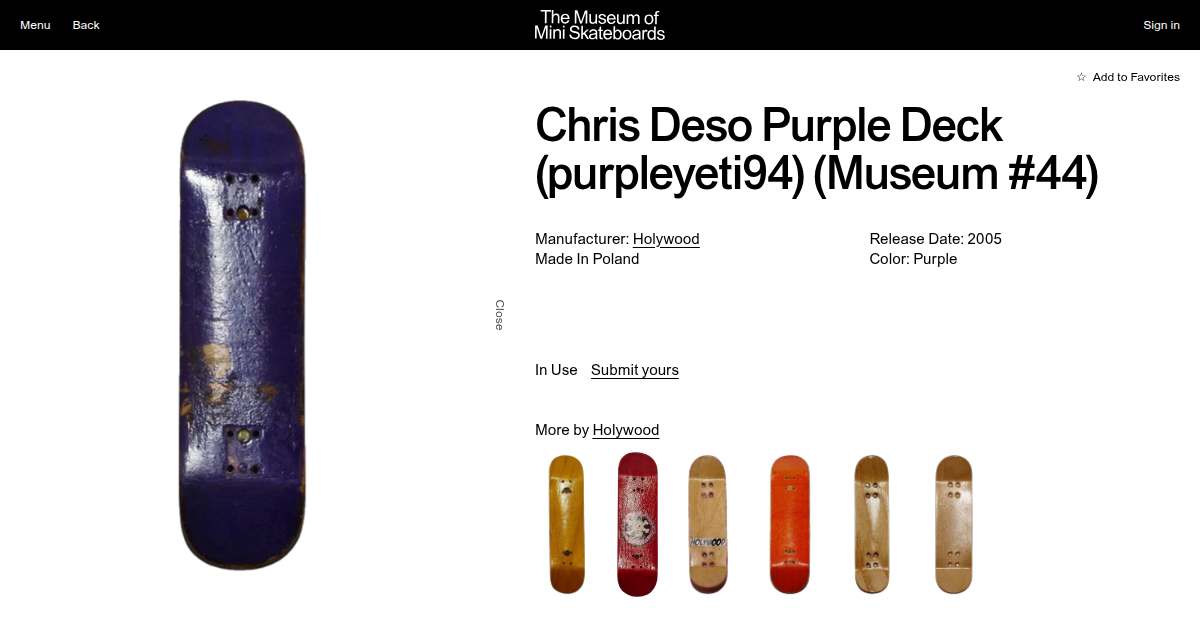 Menu
Back
The Museum of
Mini Skateboards
Sign in
☆ Add to Favorites
Chris Deso Purple Deck
(purpleyeti94) (Museum #44)
Manufacturer: Holywood
Made In Poland
Release Date: 2005
Color: Purple
Close
In Use
Submit yours
More by Holywood
HOLYWOOD